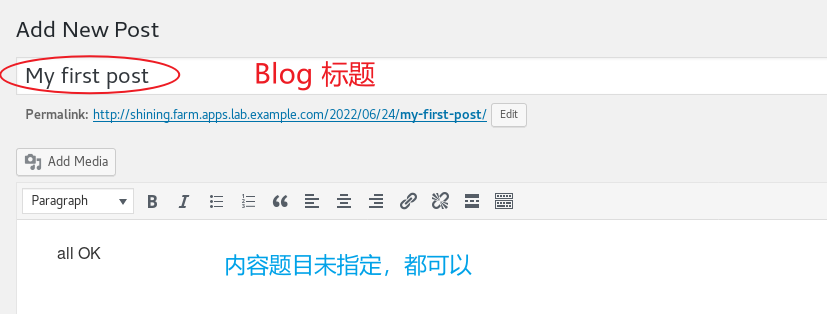 Add New Post
My first post Blog 标题
Permalink: http://shining.farm.apps.lab.example.com/2022/06/24/my-first-post/ Edit
Add Media
Paragraph B I
all OK
内容题目未指定，都可以